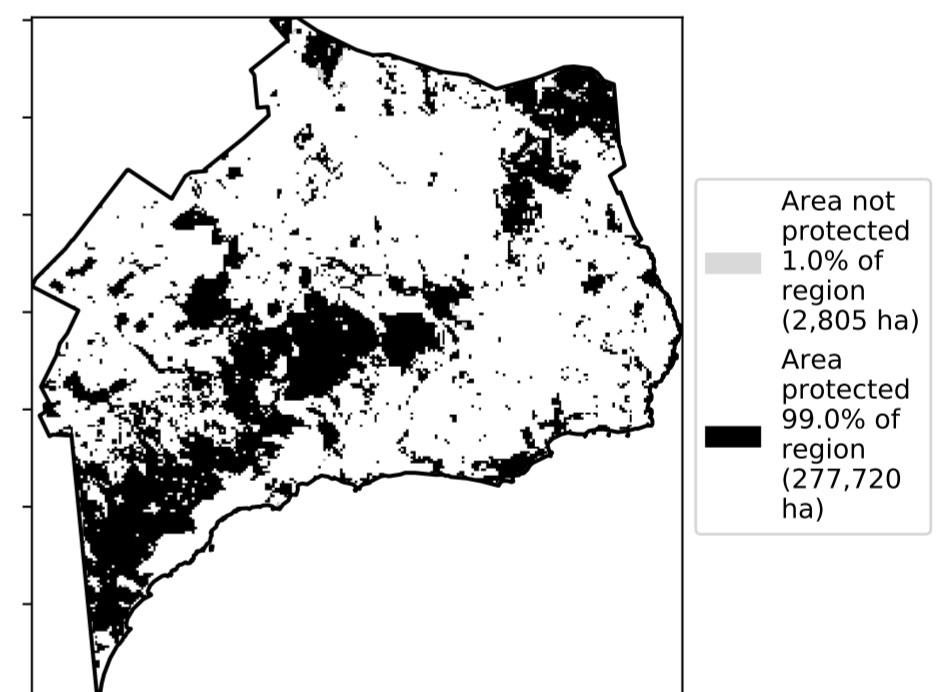 Area not
protected
1.0% of
region
(2,805 ha)
Area
protected
99.0% of
region
(277,720
ha)